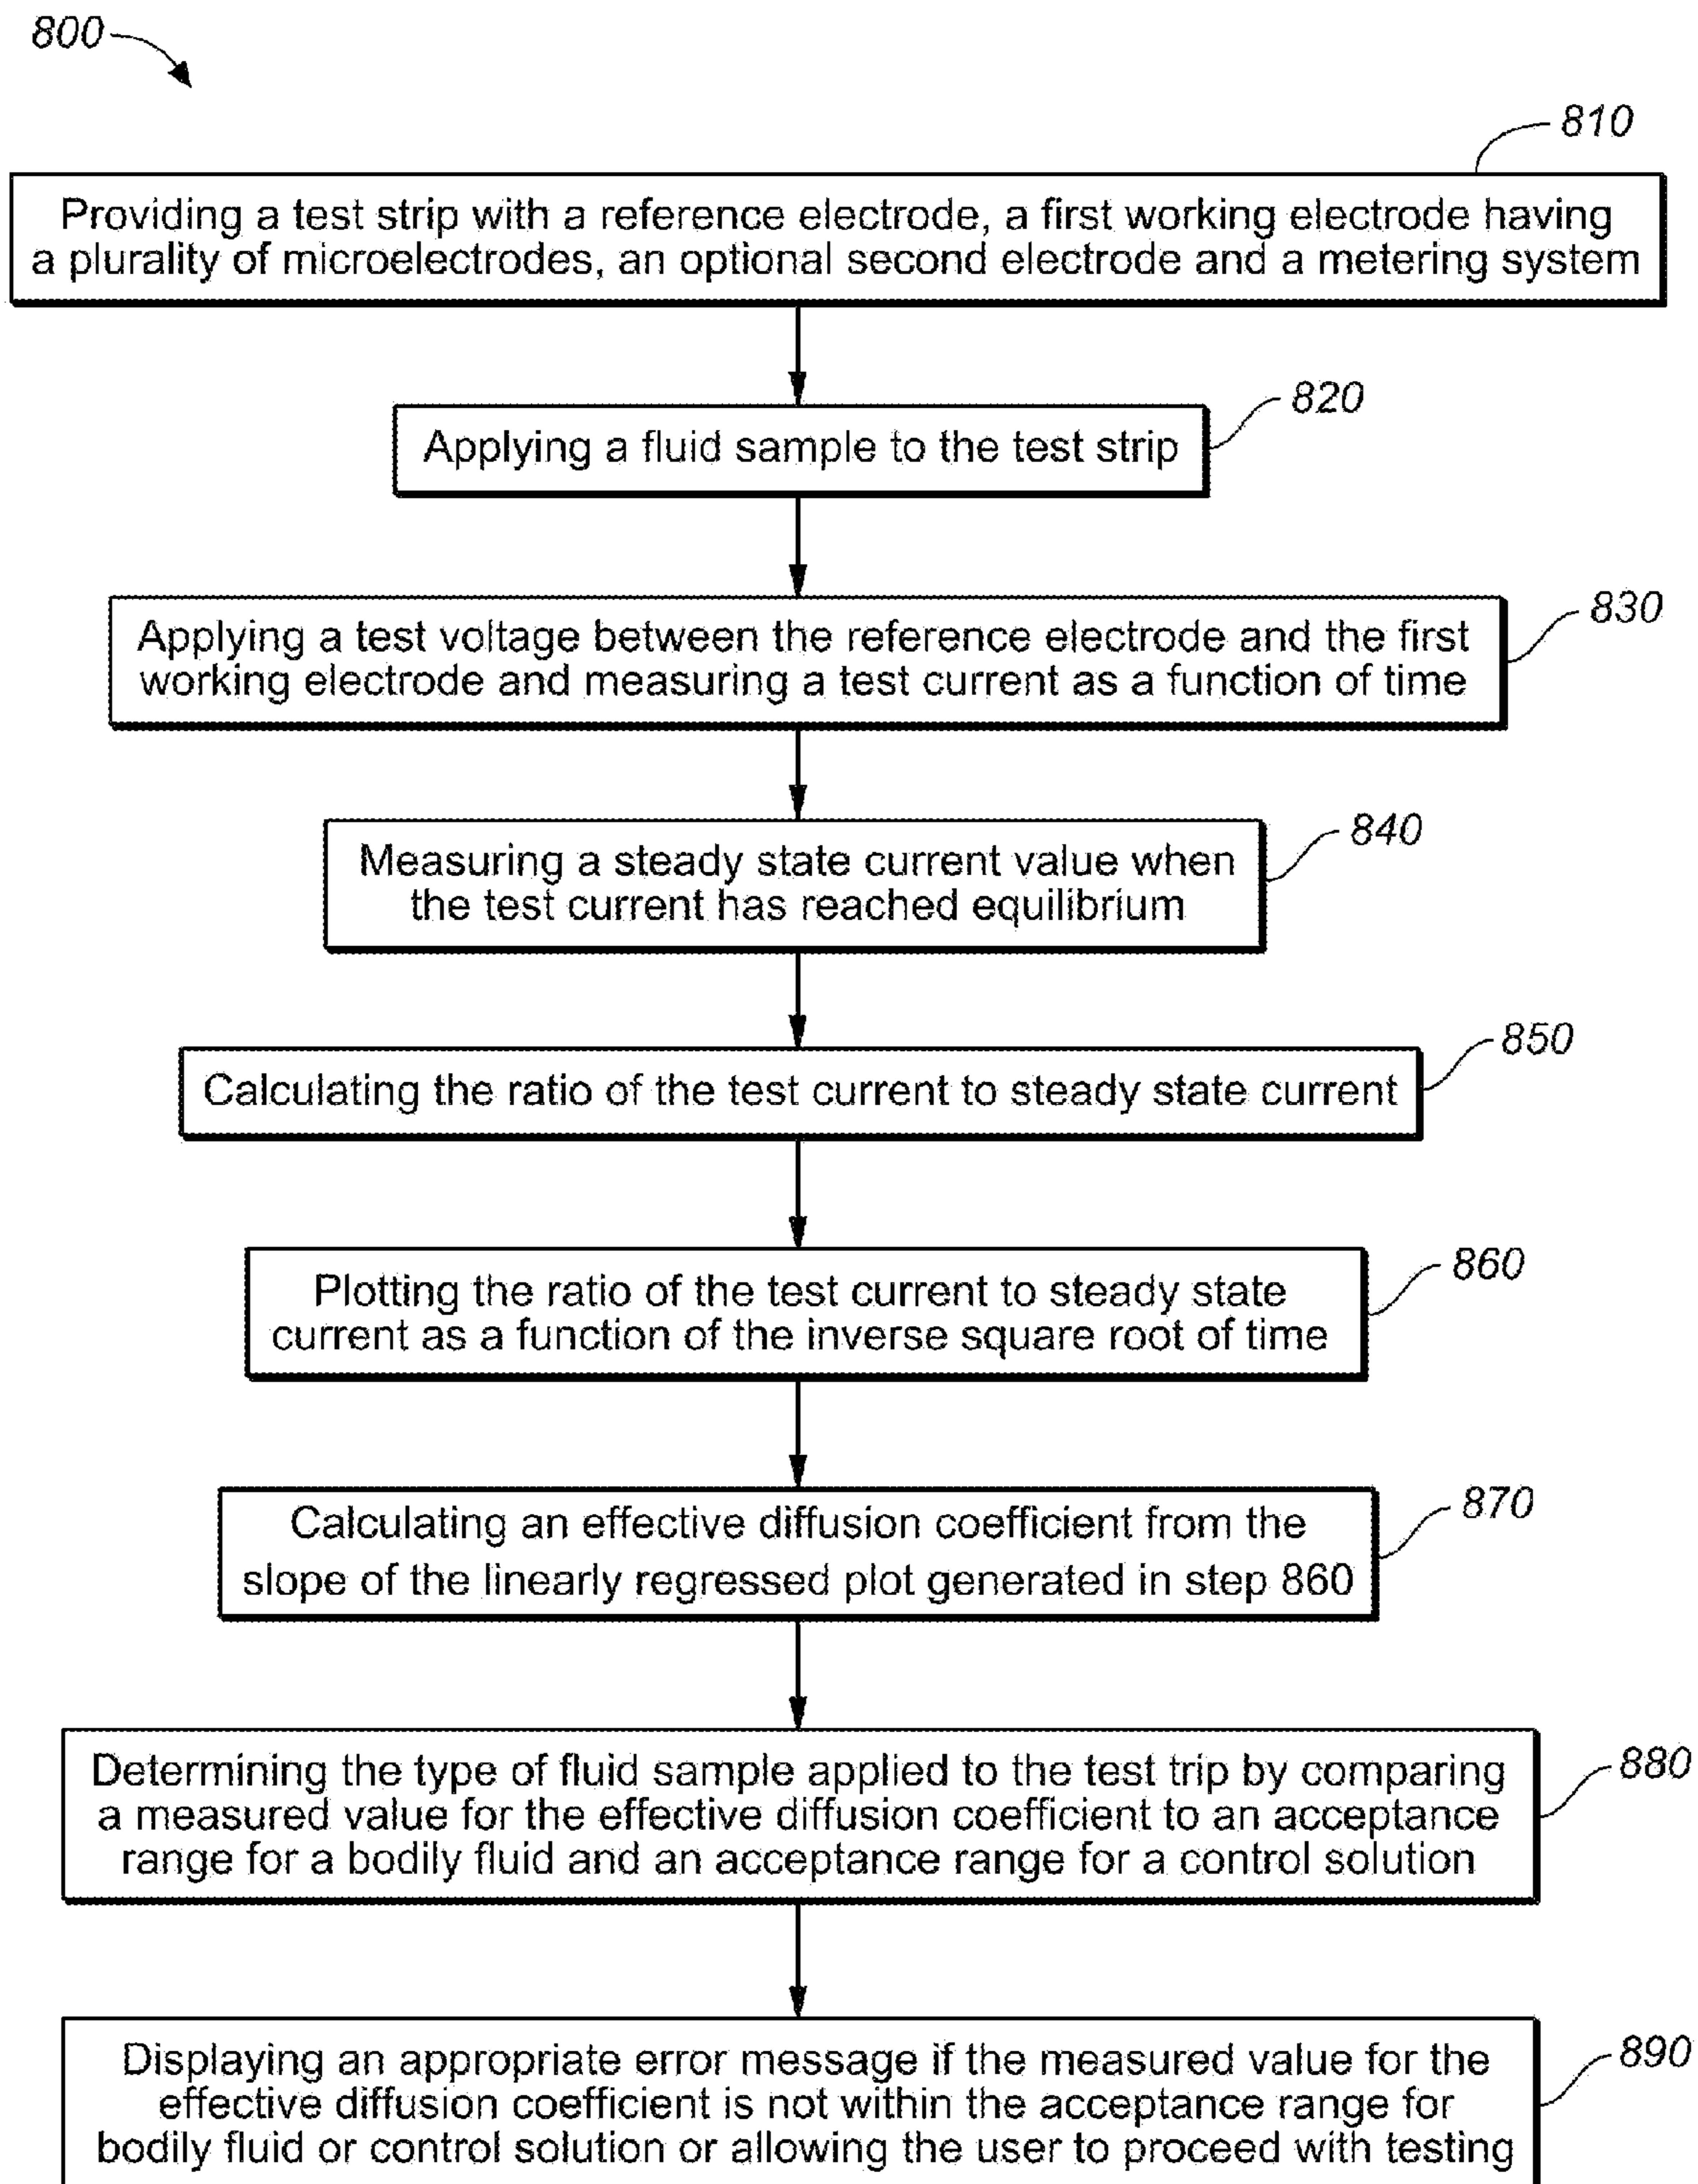 800
810
Providing a test strip with a reference electrode, a first working electrode having
a plurality of microelectrodes, an optional second electrode and a metering system
820
Applying a fluid sample to the test strip
830
Applying a test voltage between the reference electrode and the first
working electrode and measuring a test current as a function of time
840
Measuring a steady state current value when
the test current has reached equilibrium
850
Calculating the ratio of the test current to steady state current
860
Plotting the ratio of the test current to steady state
current as a function of the inverse square root of time
870
Calculating an effective diffusion coefficient from the
slope of the linearly regressed plot generated in step 860
880
Determining the type of fluid sample applied to the test trip by comparing
a measured value for the effective diffusion coefficient to an acceptance
range for a bodily fluid and an acceptance range for a control solution
890
Displaying an appropriate error message if the measured value for the
effective diffusion coefficient is not within the acceptance range for
bodily fluid or control solution or allowing the user to proceed with testing